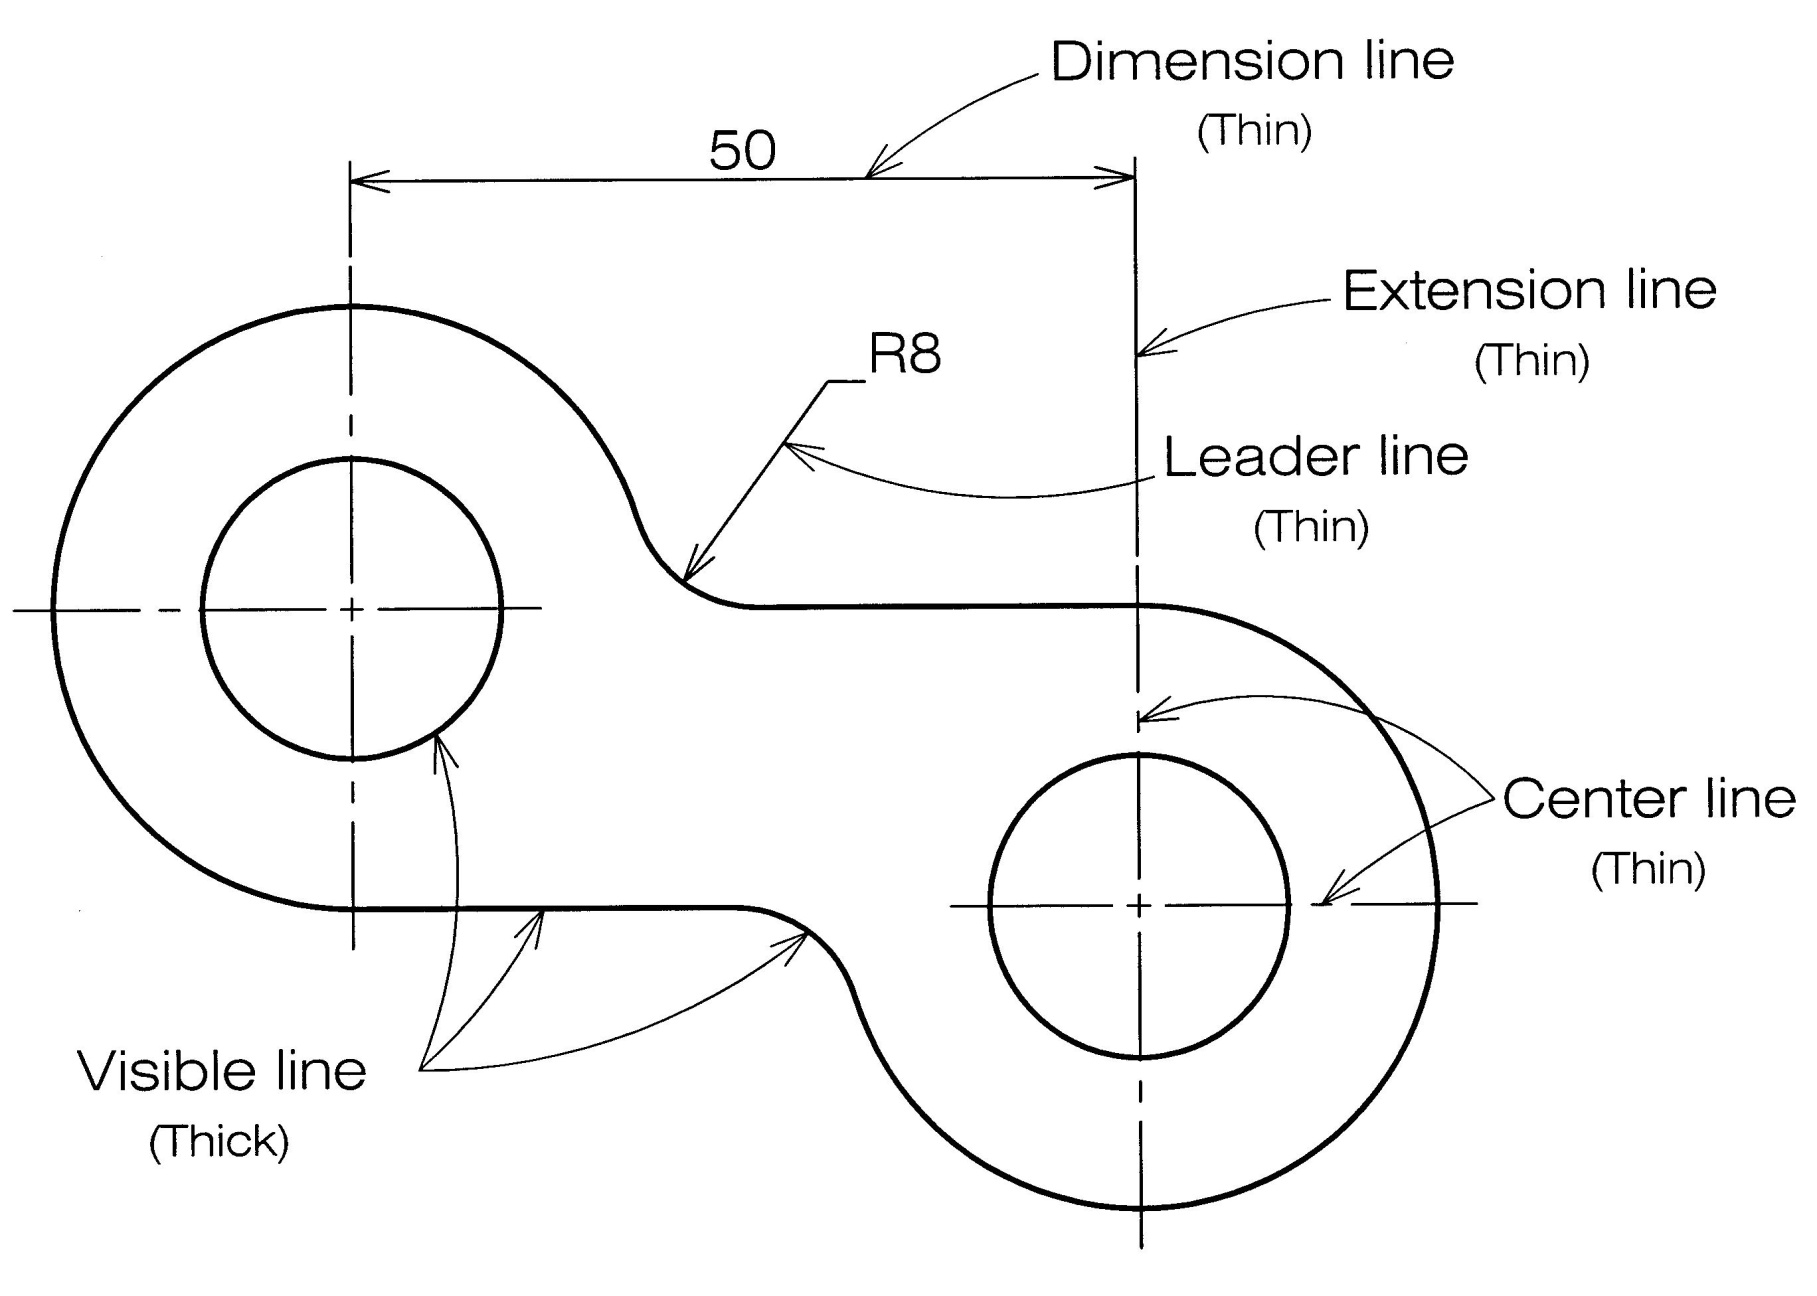 Dimension line
(Thin)
50
Extension line
(Thin)
R8
Leader line
(Thin)
Center line
(Thin)
Visible line
(Thick)